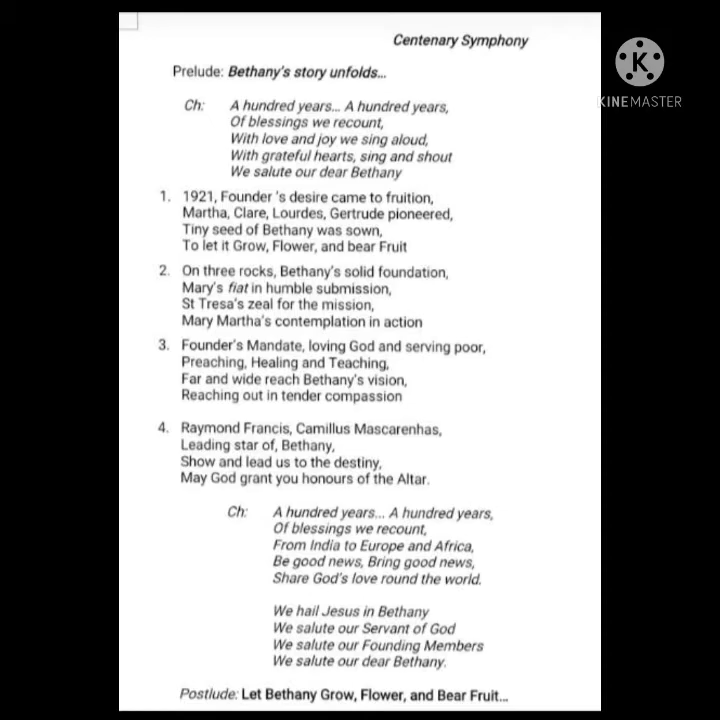 Centenary Symphony
KINEMASTER
Prelude: Bethany's story unfolds...
Ch: A hundred years... A hundred years,
Of blessings we recount,
With love and joy we sing aloud,
With grateful hearts, sing and shout
We salute our dear Bethany
1. 1921, Founder 's desire came to fruition,
Martha, Clare, Lourdes, Gertrude pioneered,
Tiny seed of Bethany was sown,
To let it Grow, Flower, and bear Fruit
2. On three rocks, Bethany's solid foundation,
Mary's fiat in humble submission,
St Tresa's zeal for the mission,
Mary Martha's contemplation in action
3. Founder's Mandate, loving God and serving poor,
Preaching, Healing and Teaching,
Far and wide reach Bethany's vision,
Reaching out in tender compassion
4. Raymond Francis, Camillus Mascarenhas,
Leading star of, Bethany,
Show and lead us to the destiny,
May God grant you honours of the Altar.
Ch: A hundred years... A hundred years,
Of blessings we recount,
From India to Europe and Africa,
Be good news, Bring good news,
Share God's love round the world.
We hail Jesus in Bethany
We salute our Servant of God
We salute our Founding Members
We salute our dear Bethany.
Postlude: Let Bethany Grow, Flower, and Bear Fruit...